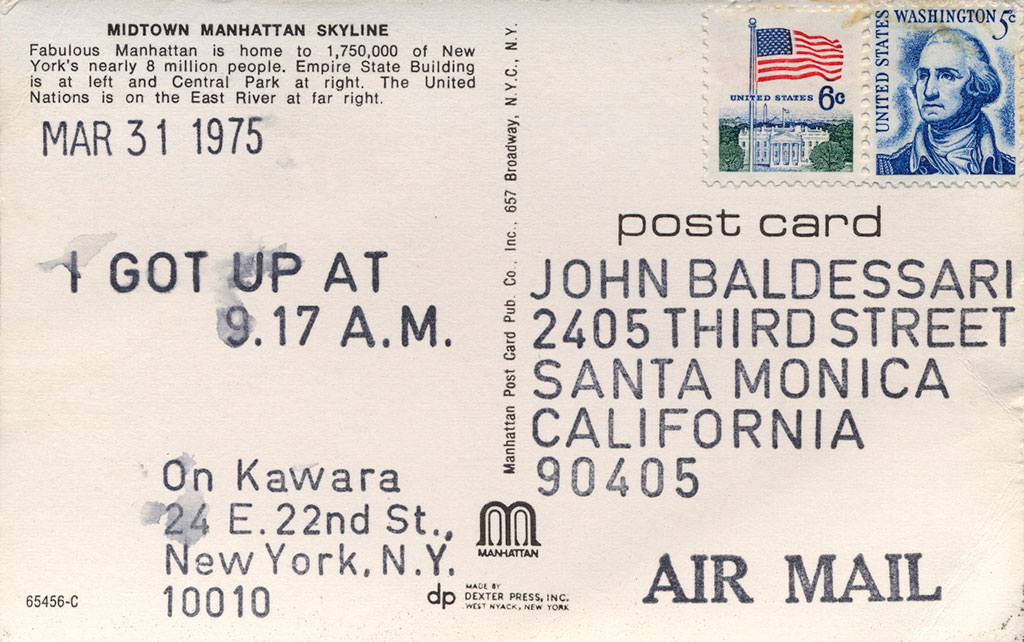 MIDTOWN MANHATTAN SKYLINE
Fabulous Manhattan is home to 1,750,000 of New
York's nearly 8 million people. Empire State Building
is at left and Central Park at right. The United
Nations is on the East River at far right.
MAR 31 1975
I GOT UP AT
9.17 A.M.
On Kawara
24 E. 22nd St.,
New York, N.Y.
10010
65456-C
Manhattan Post Card Pub. Co., Inc., 657 Broadway, N.Y.C., N.Y.
MANHATTAN
dp
MADE BY
DEXTER PRESS, INC.
WEST NYACK, NEW YORK
UNITED STATES 6c
UNITED STATES
WASHINGTON 5c
post card
JOHN BALDESSARI
2405 THIRD STREET
SANTA MONICA
CALIFORNIA
90405
AIR MAIL